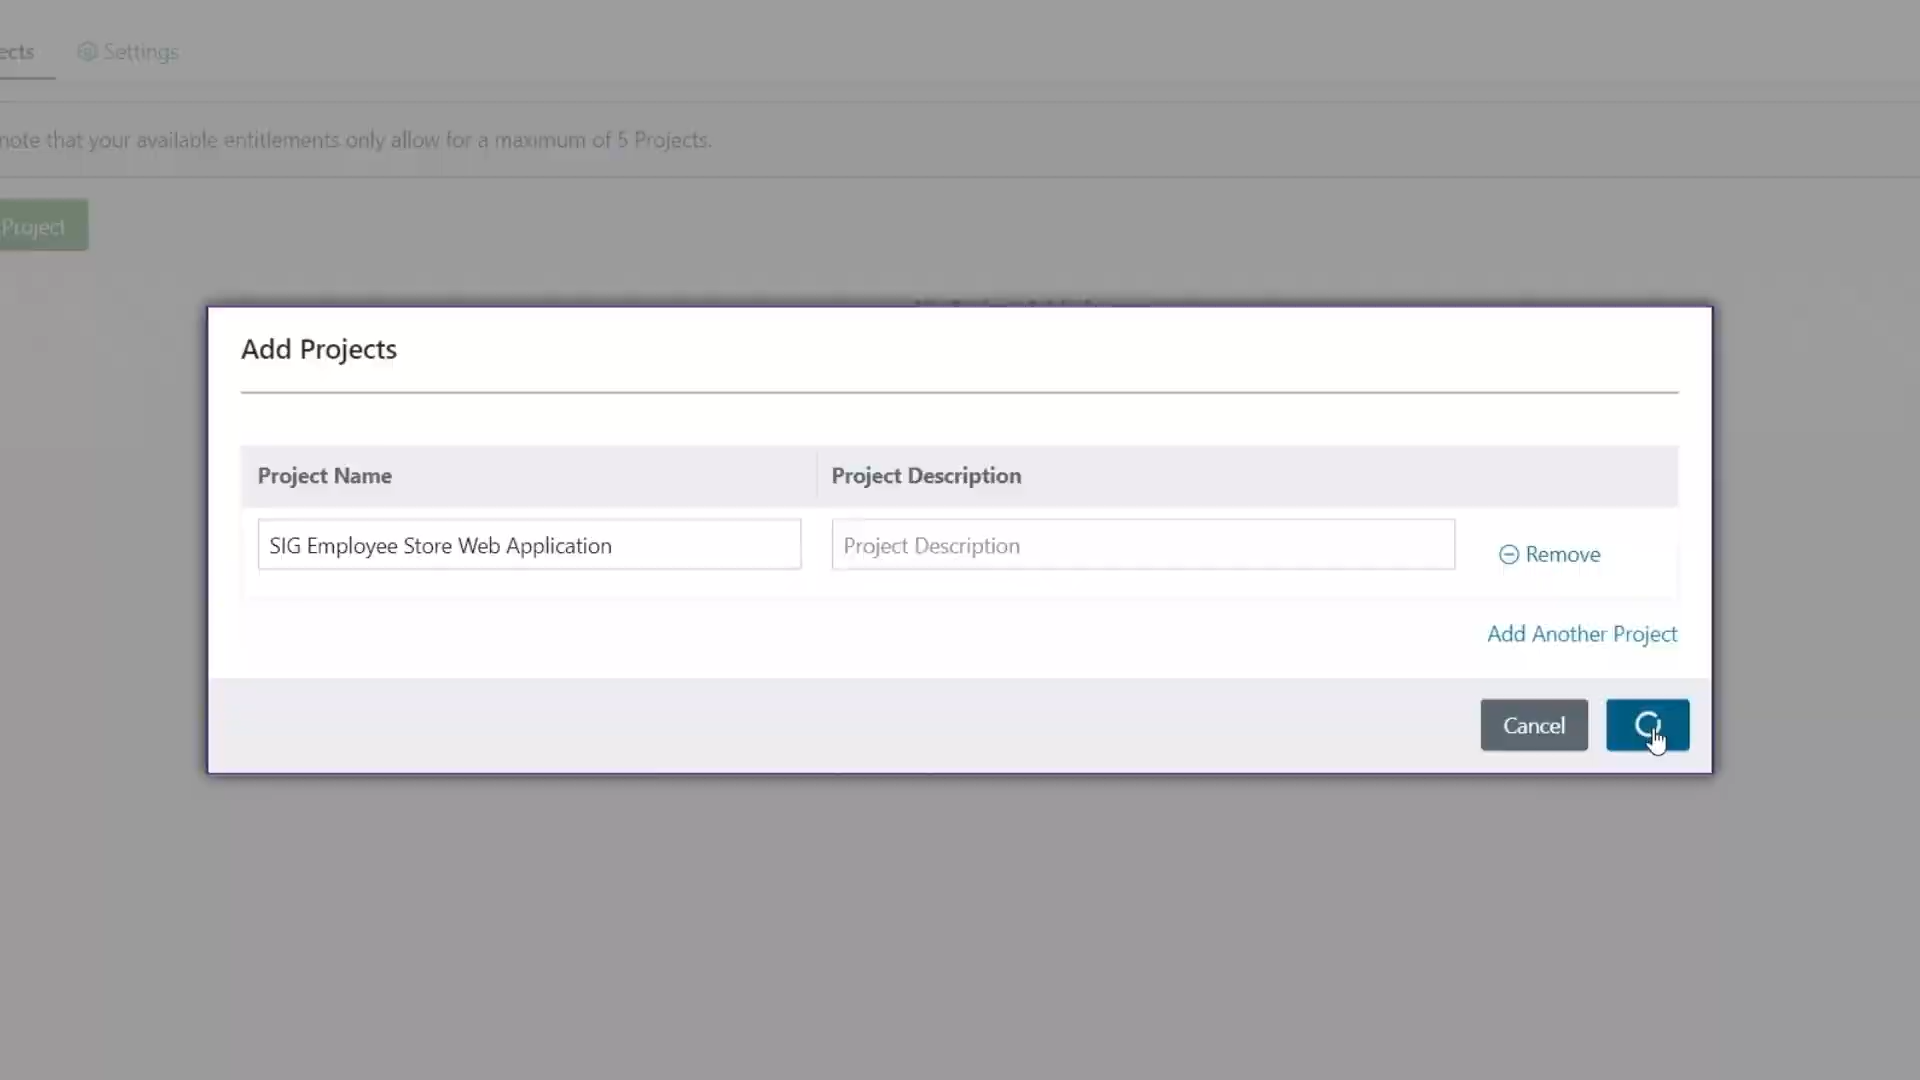 ects Settings
note that your available entitlements only allow for a maximum of 5 Projects.
Project
Add Projects
Project Name Project Description
SIG Employee Store Web Application Project Description Remove
Add Another Project
Cancel